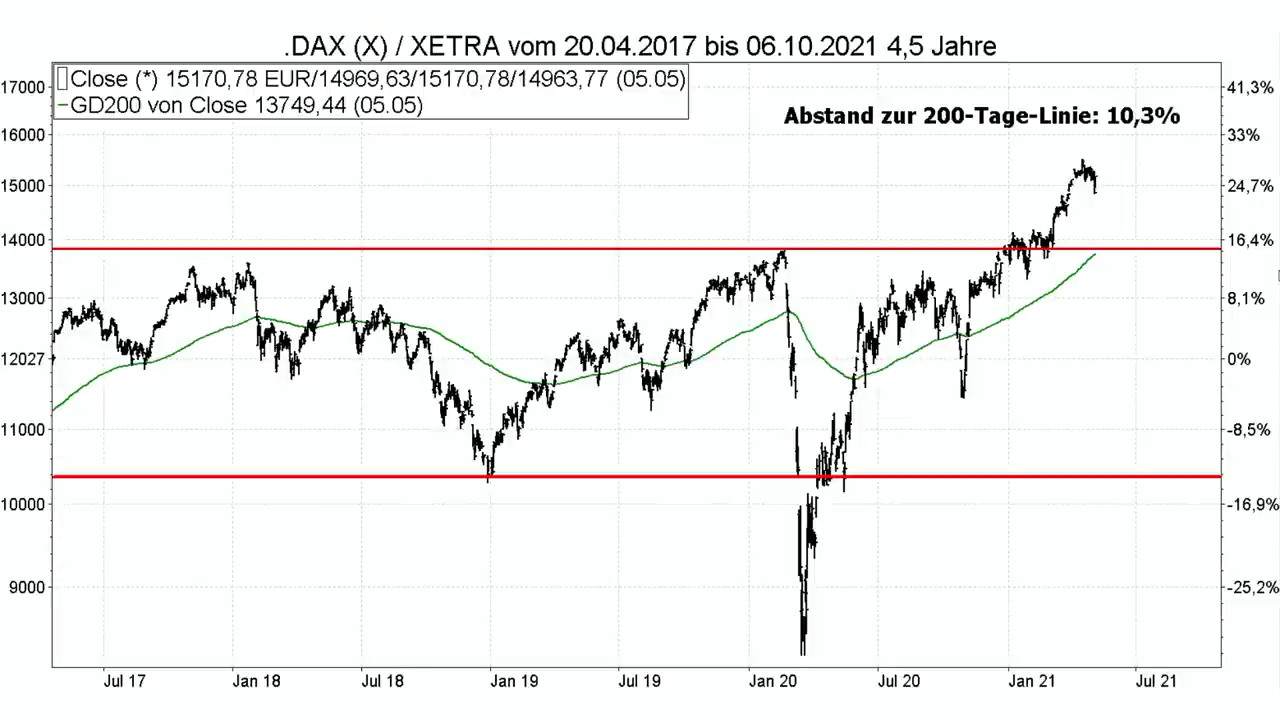 .DAX (X) / XETRA vom 20.04.2017 bis 06.10.2021 4,5 Jahre
Close (*) 15170,78 EUR/14969,63/15170,78/14963,77 (05.05)
GD200 von Close 13749,44 (05.05)
Abstand zur 200-Tage-Linie: 10,3%
17000 41,3%
16000 33%
15000 24,7%
14000 16,4%
13000 8,1%
12027 0%
11000 -8,5%
10000 -16,9%
9000 -25,2%
Jul 17 Jan 18 Jul 18 Jan 19 Jul 19 Jan 20 Jul 20 Jan 21 Jul 21